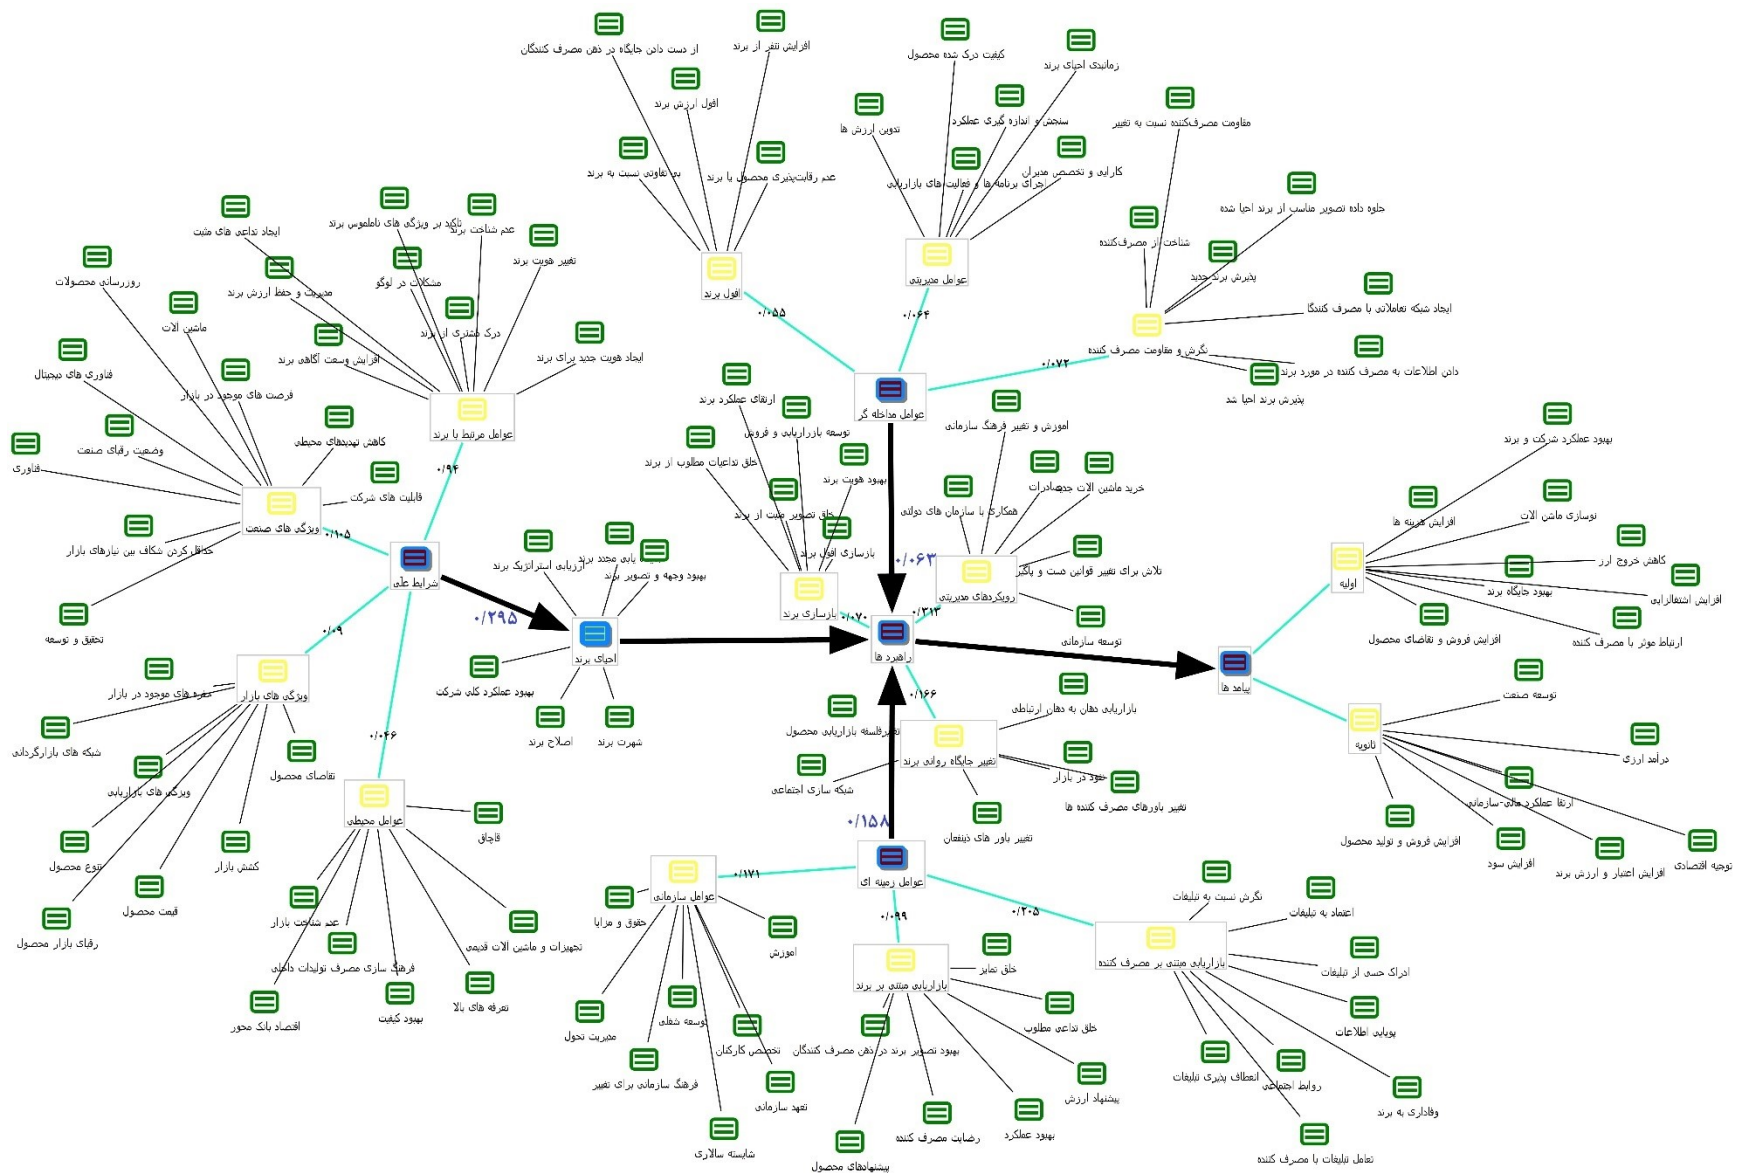 از دست دادن جایگاه در ذهن مصرف کنندگان
افزایش تنفر از برند
افول ارزش برند
بی تفاوتی نسبت به برند
عدم رقابت‌پذیری محصول یا برند
افول برند
۰/۰۵۵
کیفیت درک شده محصول
زمانبدی احیای برند
تدوین ارزش ها
سنجش و اندازه گیری عملکرد
اجرای برنامه ها و فعالیت های بازاریابی
کارایی و تخصص مدیران
عوامل مدیریتی
۰/۰۶۴
مقاومت مصرف‌کننده نسبت به تغییر
جلوه داده تصویر مناسب از برند احیا شده
شناخت از مصرف‌کننده
پذیرش برند جدید
ایجاد شبکه تعاملاتی با مصرف کنندگا
نگرش و مقاومت مصرف کننده
دادن اطلاعات به مصرف کننده در مورد برند
پذیرش برند احیا شد
۰/۰۷۲
عوامل مداخله گر
ایجاد تداعی های مثبت
تاکید بر ویژگی های ناملموس برند
عدم شناخت برند
تغییر هویت برند
مدیریت و حفظ ارزش برند
مشکلات در لوگو
افزایش وسعت آگاهی برند
درک مشتری از برند
ایجاد هویت جدید برای برند
عوامل مرتبط با برند
۰/۹۴
روزرسانی محصولات
ماشین الات
فناوری های دیجیتال
فرصت های موجود در بازار
وضعیت رقبای صنعت
کاهش تهدیدهای محیطی
فناوری
قابلیت های شرکت
ویژگی های صنعت
حداقل کردن شکاف بین نیازهای بازار
تحقیق و توسعه
۰/۱۰۵
شرایط علّی
۰/۲۹۵
۰/۰۹
ویژگی های بازار
حفره های موجود در بازار
شبکه های بازارگردانی
ویژگی های بازاریابی
تقاضای محصول
تنوع محصول
کشش بازار
قیمت محصول
رقبای بازار محصول
۰/۰۴۶
عوامل محیطی
قاچاق
عدم شناخت بازار
تجهیزات و ماشین آلات قدیمی
فرهنگ سازی مصرف تولیدات داخلی
تعرفه های بالا
بهبود کیفیت
اقتصاد بانک محور
ارزیابی استراتژیک برند
یابی مجدد برند
بهبود وجهه و تصویر برند
احیای برند
بهبود عملکرد کلی شرکت
اصلاح برند
شهرت برند
ارتقای عملکرد برند
توسعه بازاریابی و فروش
خلق تداعیات مطلوب از برند
بهبود هویت برند
خلق تصویر مثبت از برند
بازسازی افول برند
بازسازی برند
۰/۰۷۰
اموزش و تغییر فرهنگ سازمانی
صادرات
خرید ماشین الات جدید
همکاری با سازمان های دولتی
تلاش برای تغییر قوانین دست و پاگیر
رویکردهای مدیریتی
توسعه سازمانی
۰/۰۶۳
۰/۳۱۳
راهبرد ها
۰/۱۶۶
بازاریابی دهان به دهان ارتباطی
تغییرفلسفه بازاریابی محصول
تغییر جایگاه روانی برند
شبکه سازی اجتماعی
نفوذ در بازار
تغییر باورهای مصرف کننده ها
تغییر باور های ذینفعان
۰/۱۵۸
عوامل زمینه ای
۰/۱۷۱
عوامل سازمانی
حقوق و مزایا
اموزش
توسعه شغلی
مدیریت تحول
تخصص کارکنان
فرهنگ سازمانی برای تغییر
تعهد سازمانی
شایسته سالاری
۰/۰۹۹
بازاریابی مبتنی بر برند
خلق تمایز
خلق تداعی مطلوب
بهبود تصویر برند در ذهن مصرف کنندگان
پیشنهاد ارزش
بهبود عملکرد
رضایت مصرف کننده
پیشنهادهای محصول
۰/۲۰۵
بازاریابی مبتنی بر مصرف کننده
نگرش نسبت به تبلیغات
اعتماد به تبلیغات
ادراک حسی از تبلیغات
پویایی اطلاعات
انعطاف پذیری تبلیغات
روابط اجتماعی
وفاداری به برند
تعامل تبلیغات با مصرف کننده
پیامد ها
اولیه
بهبود عملکرد شرکت و برند
افزایش هزینه ها
نوسازی ماشن الات
کاهش خروج ارز
بهبود جایگاه برند
افزایش اشتغالزایی
افزایش فروش و تقاضای محصول
ارتباط موثر با مصرف کننده
ثانویه
توسعه صنعت
درآمد ارزی
ارتقا عملکرد مالی-سازمانی
افزایش فروش و تولید محصول
افزایش سود
افزایش اعتبار و ارزش برند
توجیه اقتصادی